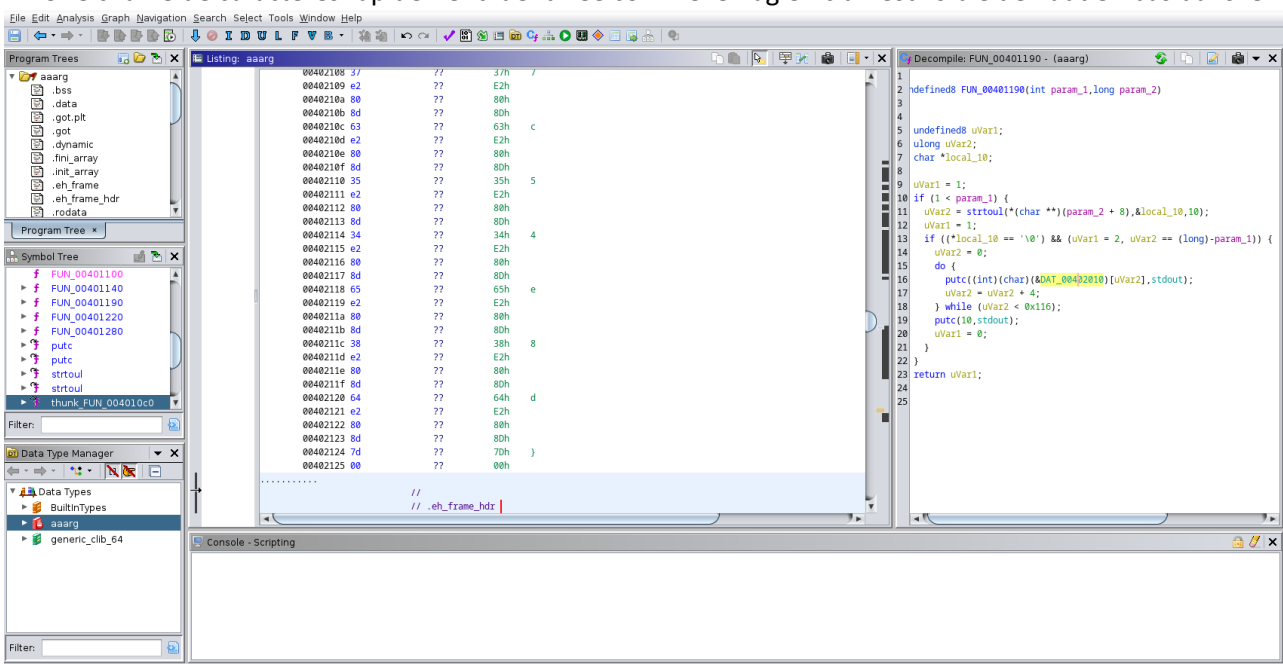 File Edit Analysis Graph Navigation Search Select Tools Window Help
I D U L F V B
Program Trees
aaarg
.bss
.data
.got.plt
.got
.dynamic
.fini_array
.init_array
.eh_frame
.eh_frame_hdr
.rodata
Program Tree ×
Symbol Tree
f FUN_00401100
f FUN_00401140
f FUN_00401190
f FUN_00401220
f FUN_00401280
f putc
f putc
f strtoul
f strtoul
f thunk_FUN_004010c0
Filter:
Data Type Manager
Data Types
BuiltInTypes
aaarg
generic_clib_64
Filter:
Listing: aaarg
00402108 37 ?? 37h 7
00402109 e2 ?? E2h
0040210a 80 ?? 80h
0040210b 8d ?? 8Dh
0040210c 63 ?? 63h c
0040210d e2 ?? E2h
0040210e 80 ?? 80h
0040210f 8d ?? 8Dh
00402110 35 ?? 35h 5
00402111 e2 ?? E2h
00402112 80 ?? 80h
00402113 8d ?? 8Dh
00402114 34 ?? 34h 4
00402115 e2 ?? E2h
00402116 80 ?? 80h
00402117 8d ?? 8Dh
00402118 65 ?? 65h e
00402119 e2 ?? E2h
0040211a 80 ?? 80h
0040211b 8d ?? 8Dh
0040211c 38 ?? 38h 8
0040211d e2 ?? E2h
0040211e 80 ?? 80h
0040211f 8d ?? 8Dh
00402120 64 ?? 64h d
00402121 e2 ?? E2h
00402122 80 ?? 80h
00402123 8d ?? 8Dh
00402124 7d ?? 7Dh }
00402125 00 ?? 00h
...........
//
// .eh_frame_hdr
Decompile: FUN_00401190 - (aaarg)
1
2 ndefined8 FUN_00401190(int param_1,long param_2)
3
4
5 undefined8 uVar1;
6 ulong uVar2;
7 char *local_10;
8
9 uVar1 = 1;
10 if (1 < param_1) {
11 uVar2 = strtoul(*(char **)(param_2 + 8),&local_10,10);
12 uVar1 = 1;
13 if ((*local_10 == '\0') && (uVar1 = 2, uVar2 == (long)-param_1)) {
14 uVar2 = 0;
15 do {
16 putc((int)(char)(&DAT_00402010)[uVar2],stdout);
17 uVar2 = uVar2 + 4;
18 } while (uVar2 < 0x116);
19 putc(10,stdout);
20 uVar1 = 0;
21 }
22 }
23 return uVar1;
24
25
Console - Scripting